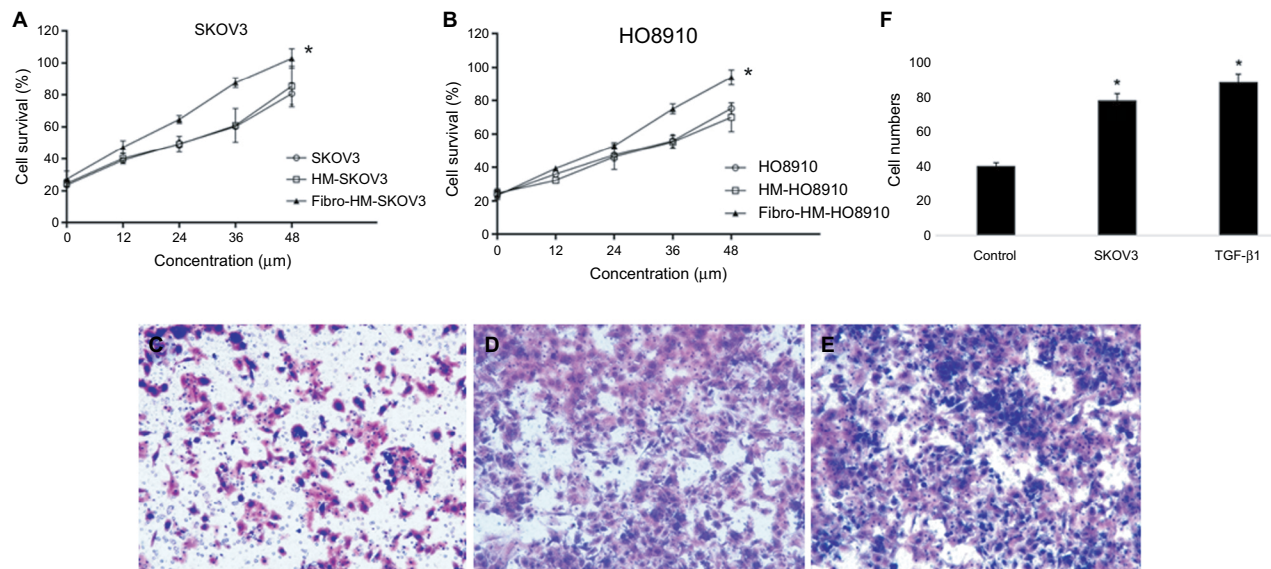 A
SKOV3
Cell survival (%)
120
100
80
60
40
20
0
0 12 24 36 48
Concentration (μm)
*
SKOV3
HM-SKOV3
Fibro-HM-SKOV3
B
HO8910
Cell survival (%)
120
100
80
60
40
20
0
0 12 24 36 48
Concentration (μm)
*
HO8910
HM-HO8910
Fibro-HM-HO8910
F
Cell numbers
100
80
60
40
20
0
* *
Control SKOV3 TGF-β1
C
D
E